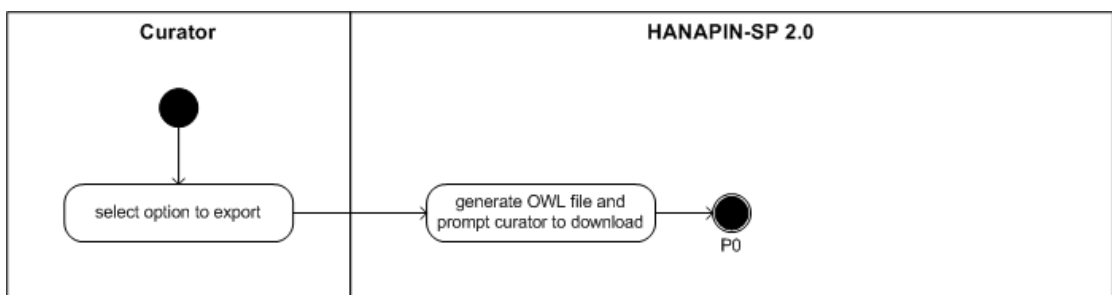 Curator
HANAPIN-SP 2.0
select option to export
generate OWL file and
prompt curator to download
P0